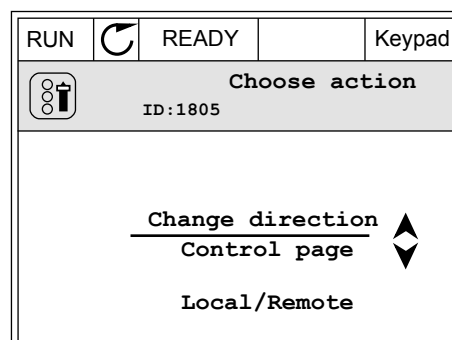 RUN READY Keypad
Choose action
ID:1805
Change direction
Control page
Local/Remote